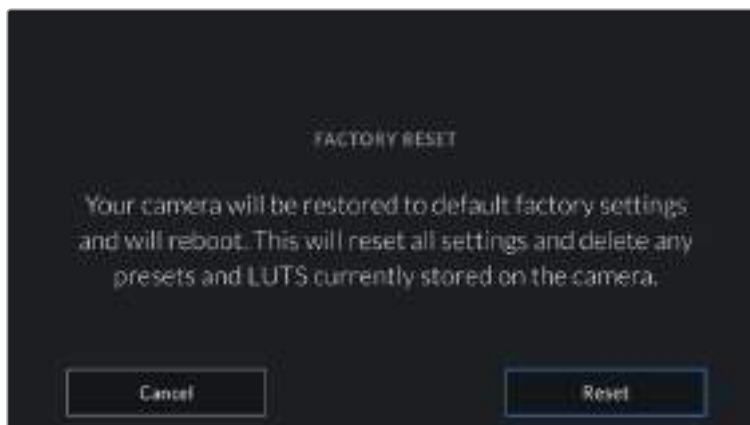 FACTORY RESET
Your camera will be restored to default factory settings
and will reboot. This will reset all settings and delete any
presets and LUTS currently stored on the camera.
Cancel
Reset